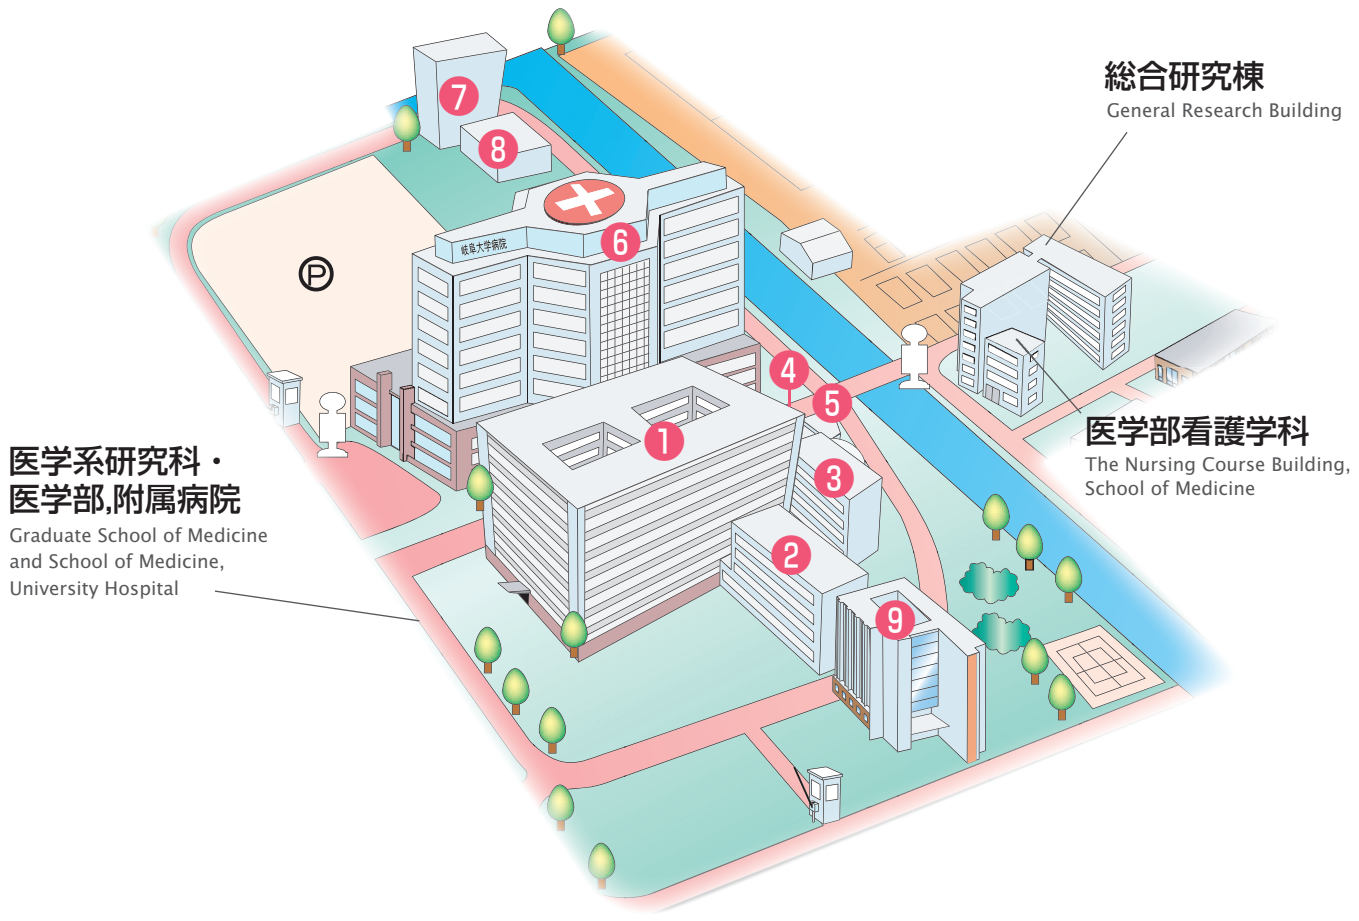 総合研究棟
General Research Building
7
8
6
岐阜大学病院
P
4
5
1
3
医学部看護学科
The Nursing Course Building,
School of Medicine
医学系研究科・
医学部,附属病院
Graduate School of Medicine
and School of Medicine,
University Hospital
2
9